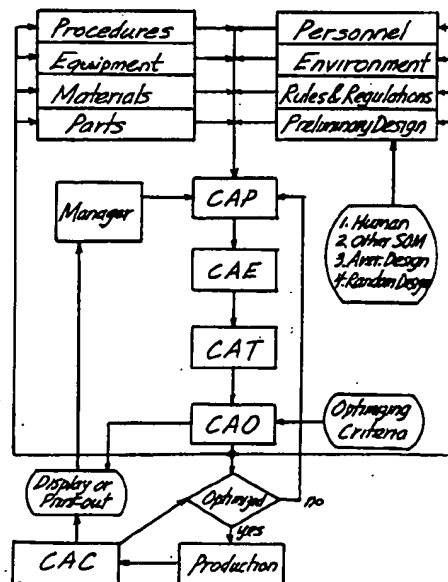 Procedures
Equipment
Materials
Parts
Personnel
Environment
Rules & Regulations
Preliminary Design
Manager
CAP
1. Human
2. Other SOM
3. Aver. Design
4. Random Design
CAE
CAT
CAO
Optimizing
Criteria
Display or
Print-out
Optimized
no
yes
CAC
Production